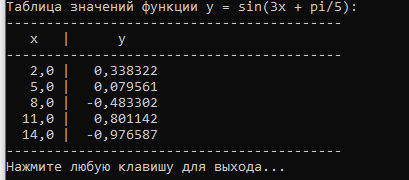 Таблица значений функции y = sin(3x + pi/5):
----------------------------------------
   x   |      y
----------------------------------------
   2,0 |   0,338322
   5,0 |   0,079561
   8,0 |  -0,483302
  11,0 |   0,801142
  14,0 |  -0,976587
----------------------------------------
Нажмите любую клавишу для выхода...